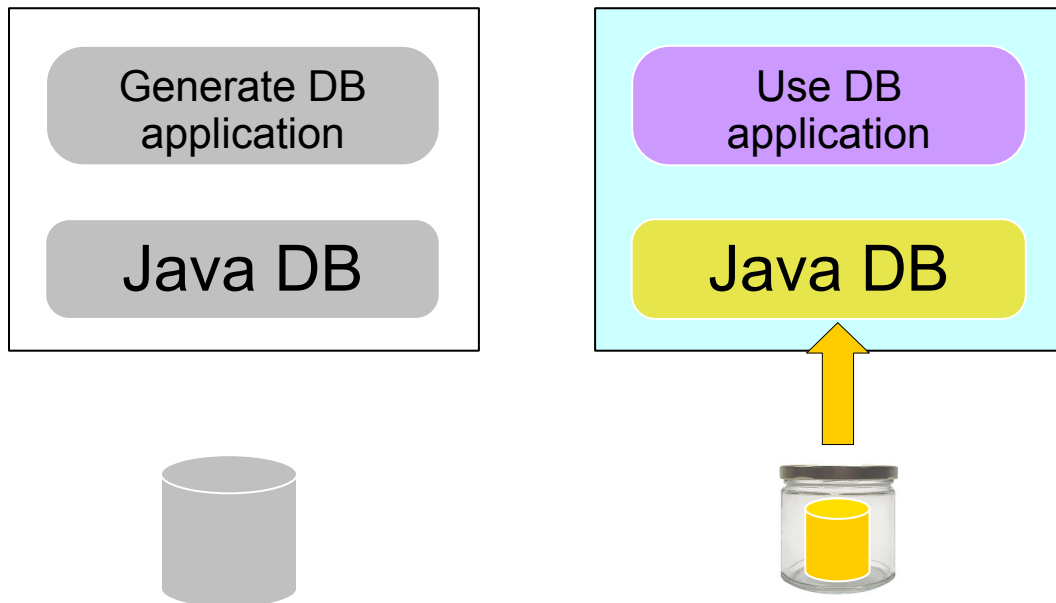 Generate DB
application
Java DB
Use DB
application
Java DB